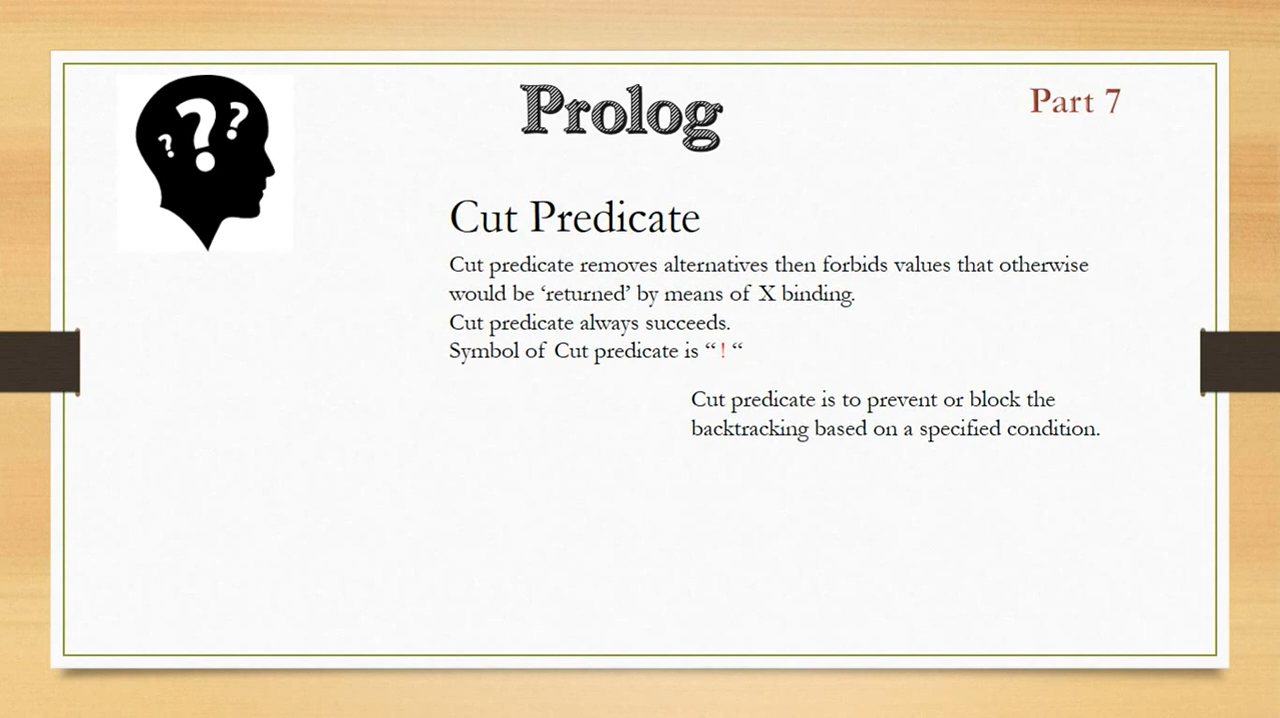 Prolog
Part 7
Cut Predicate
Cut predicate removes alternatives then forbids values that otherwise
would be ‘returned’ by means of X binding.
Cut predicate always succeeds.
Symbol of Cut predicate is “ ! “
Cut predicate is to prevent or block the
backtracking based on a specified condition.